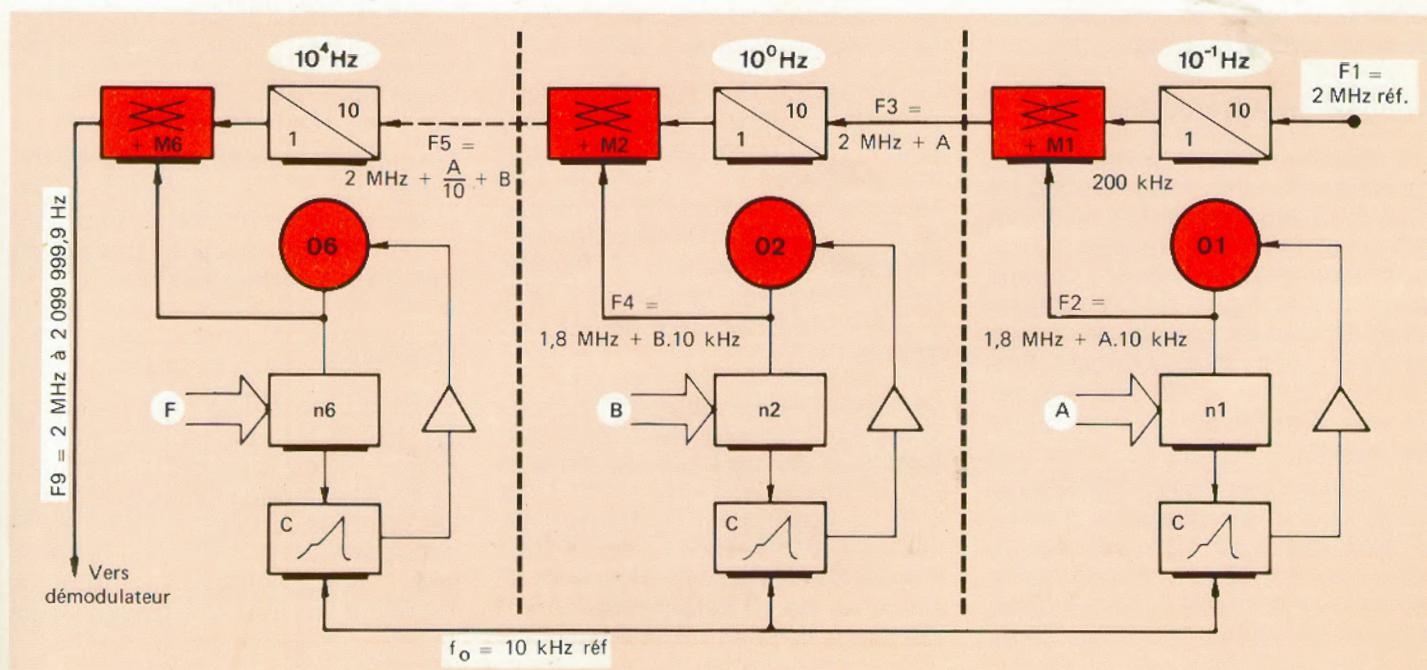 10⁴Hz
10⁰Hz
10⁻¹Hz
F1 =
2 MHz réf.
+ M6
10
1
F5 =
2 MHz + A/10 + B
+ M2
10
1
F3 =
2 MHz + A
+ M1
10
1
200 kHz
O6
O2
O1
F4 =
1,8 MHz + B.10 kHz
F2 =
1,8 MHz + A.10 kHz
F9 = 2 MHz à 2 099 999,9 Hz
F
n6
B
n2
A
n1
C
C
C
Vers
démodulateur
f₀ = 10 kHz réf